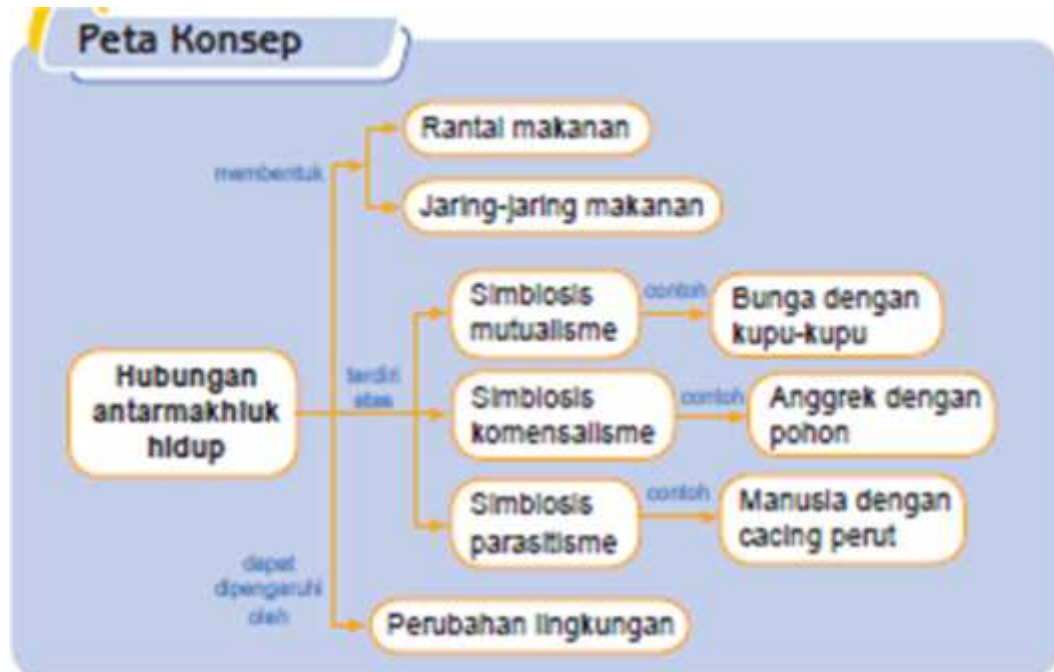 Peta Konsep
Rantai makanan
membentuk
Jaring-jaring makanan
Simbiosis
mutualisme
contoh
Bunga dengan
kupu-kupu
Hubungan
antarmakhluk
hidup
terdiri
atas
Simbiosis
komensalisme
contoh
Anggrek dengan
pohon
Simbiosis
parasitisme
contoh
Manusia dengan
cacing perut
dapat
dipengaruhi
oleh
Perubahan lingkungan